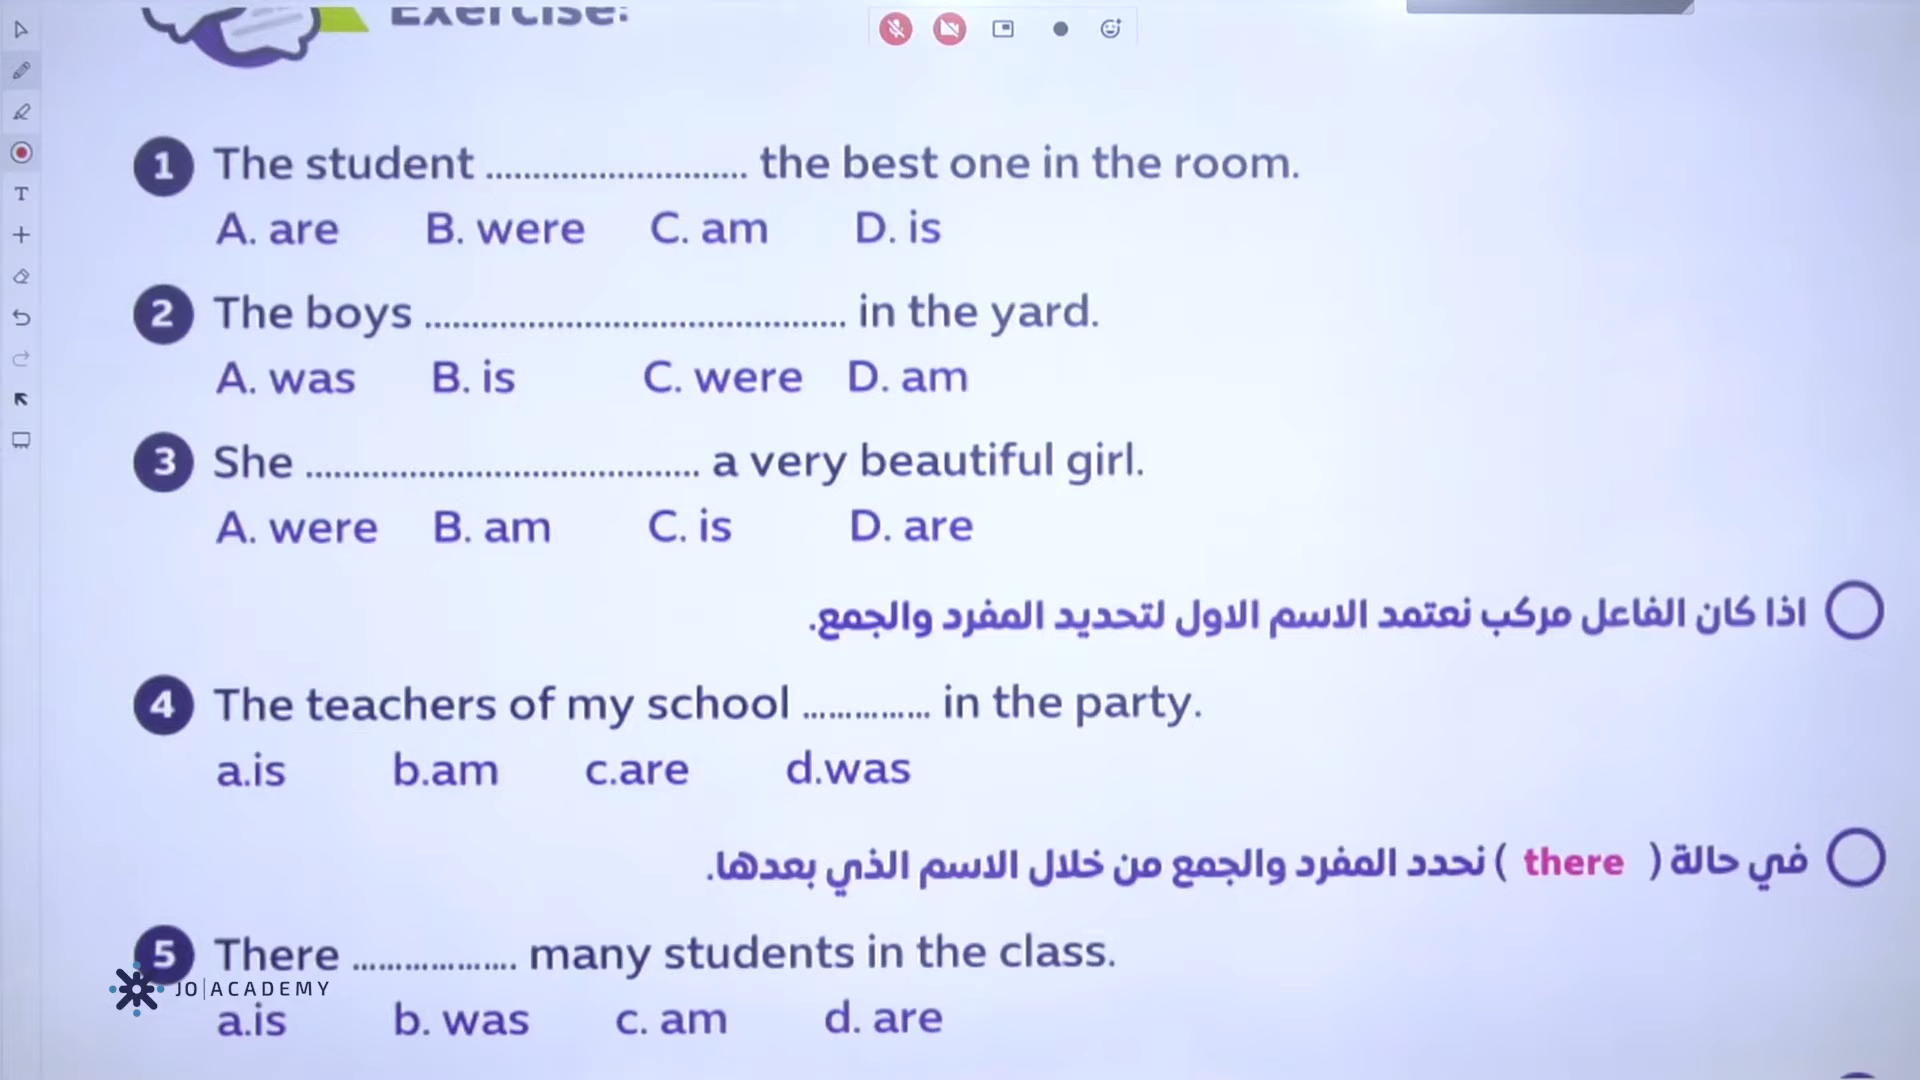 Exercise:
1 The student ............................ the best one in the room.
A. are B. were C. am D. is
2 The boys ............................................. in the yard.
A. was B. is C. were D. am
3 She .......................................... a very beautiful girl.
A. were B. am C. is D. are
اذا كان الفاعل مركب نعتمد الاسم الاول لتحديد المفرد والجمع.
4 The teachers of my school ............... in the party.
a.is b.am c.are d.was
في حالة ( there ) نحدد المفرد والجمع من خلال الاسم الذي بعدها.
5 There .................. many students in the class.
JO|ACADEMY
a.is b. was c. am d. are